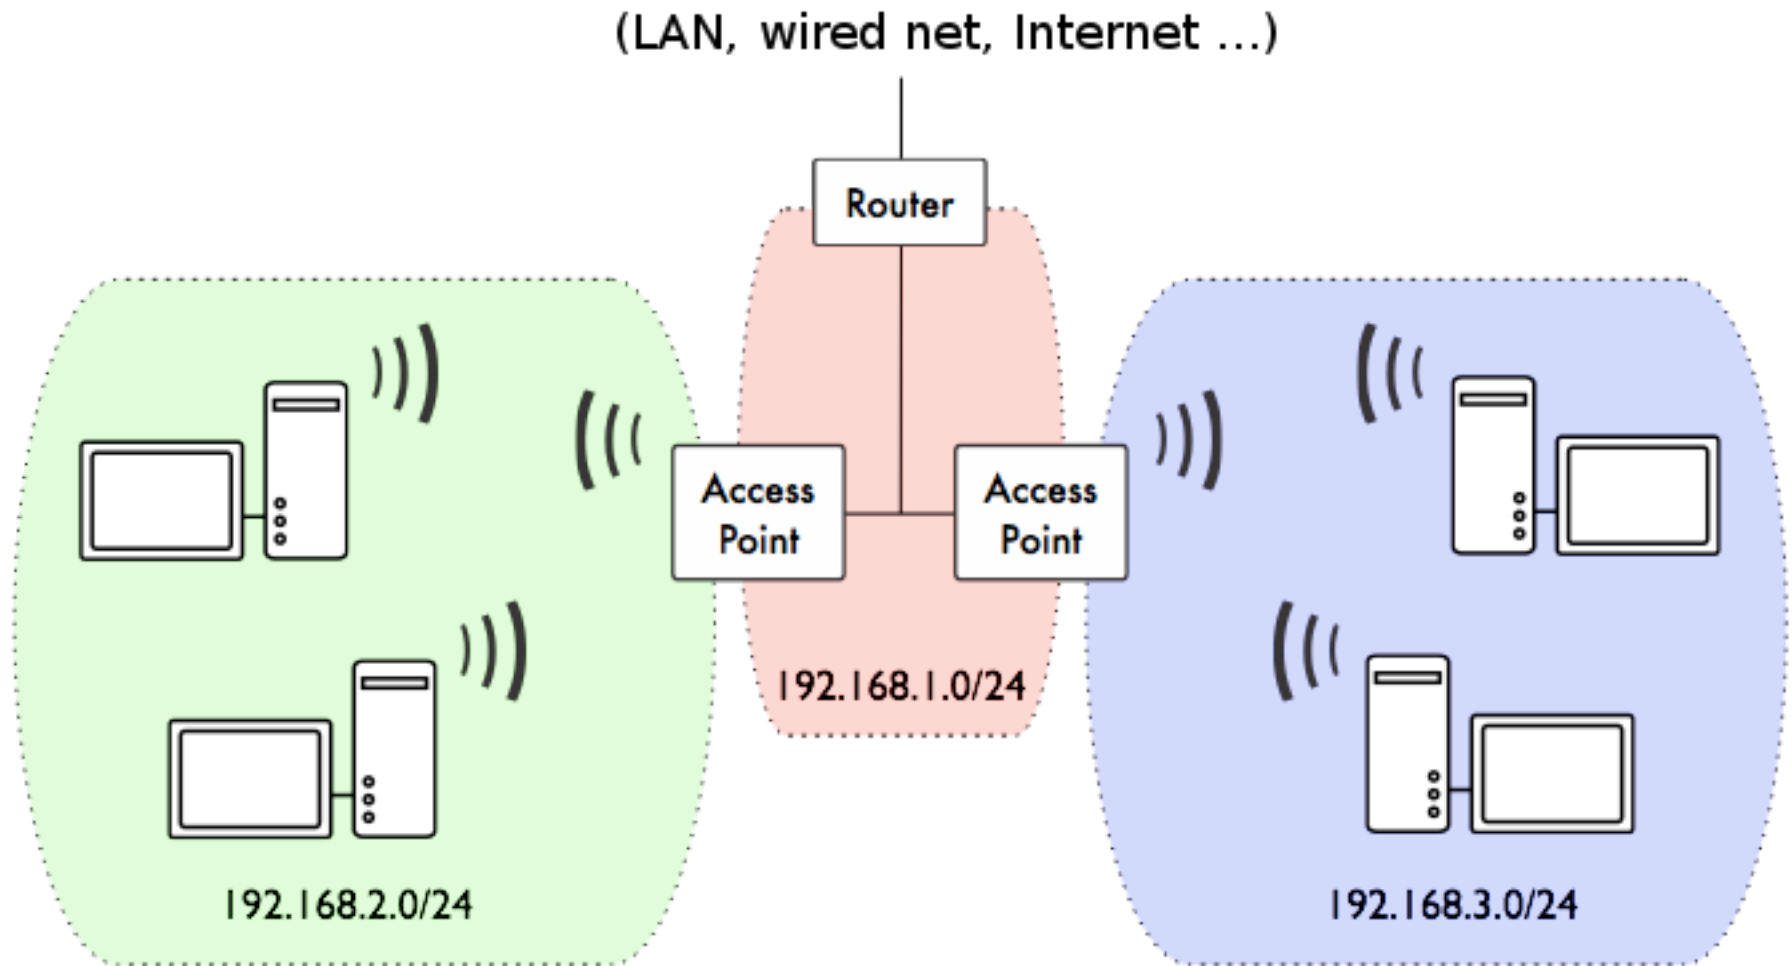 (LAN, wired net, Internet ...)
Router
Access
Point
Access
Point
192.168.1.0/24
192.168.2.0/24
192.168.3.0/24